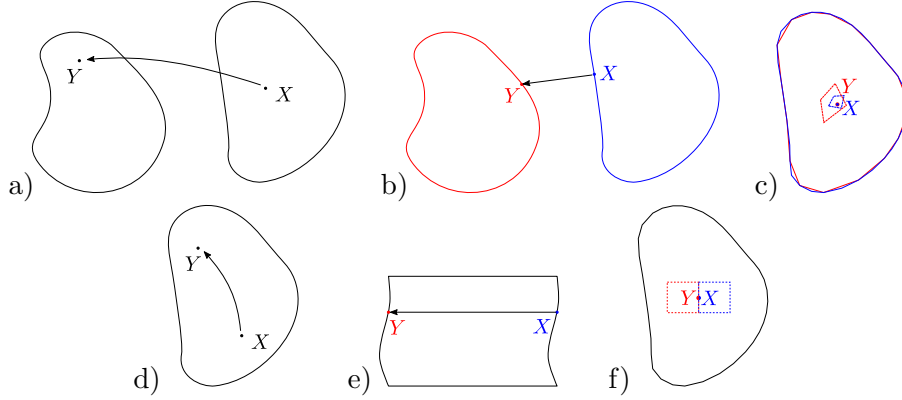 a) Y X
b) Y X
c) Y X
d) Y X
e) Y X
f) Y X